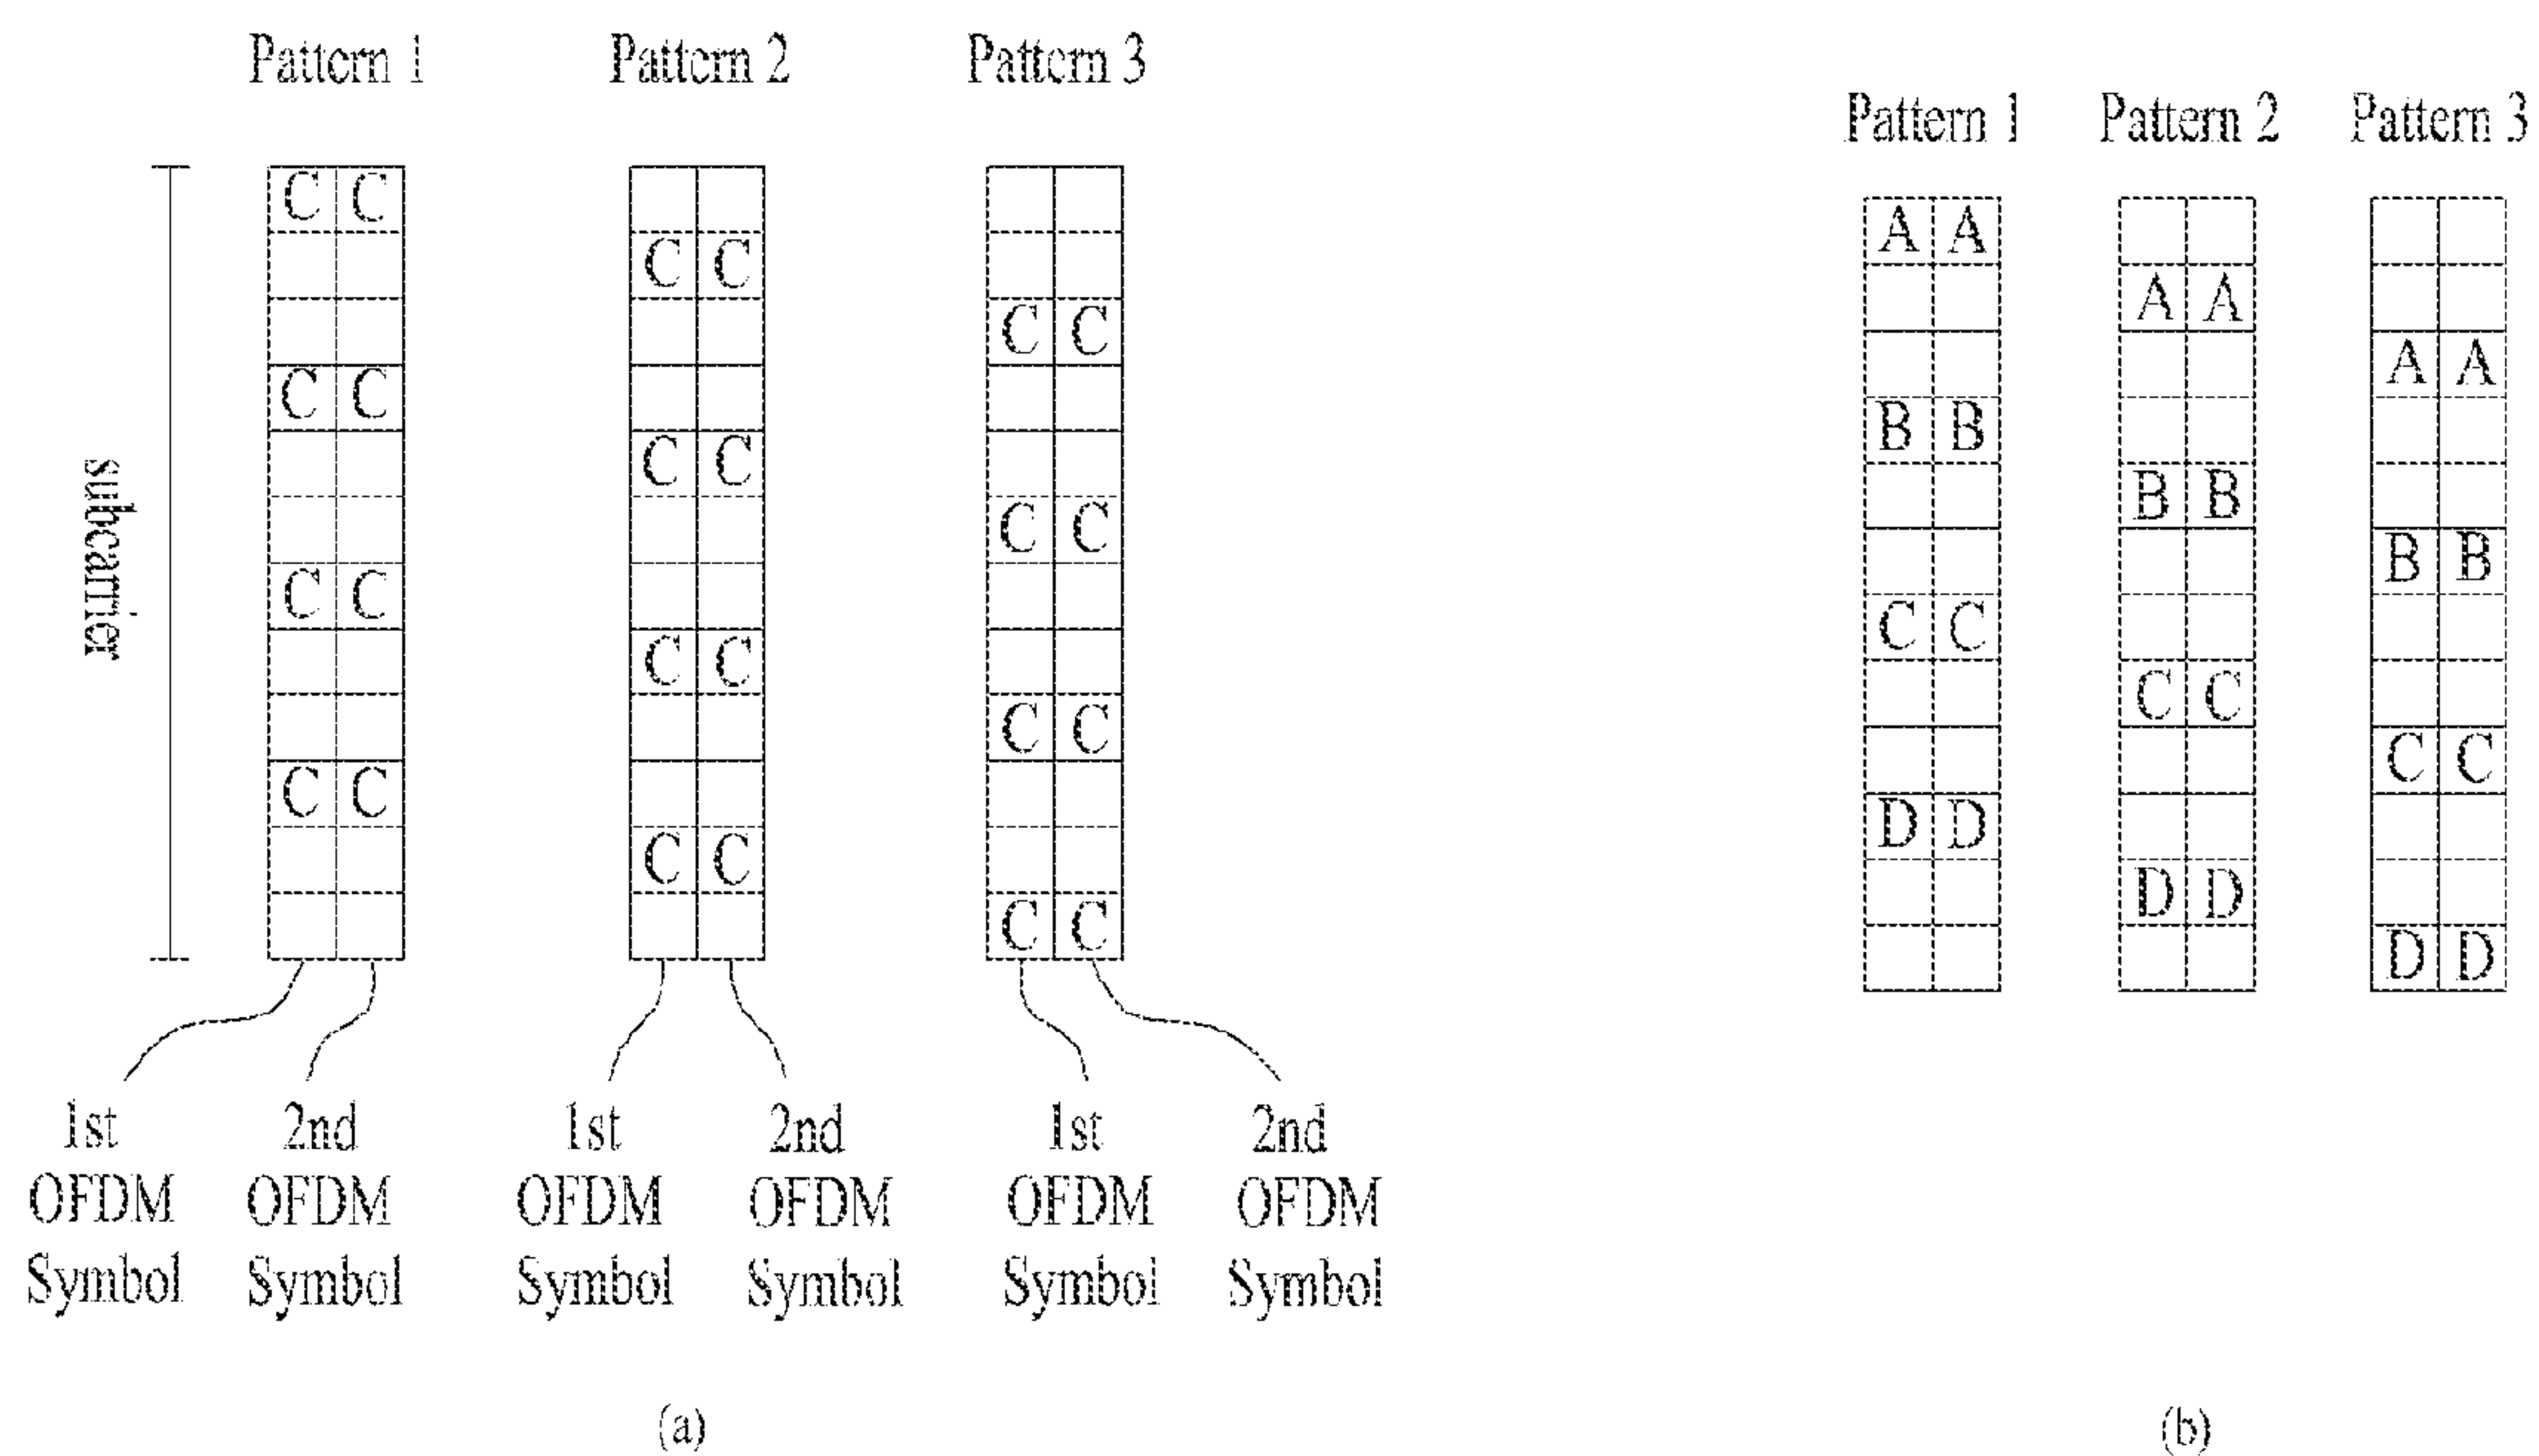 Pattern 1 Pattern 2 Pattern 3
C C
C C
C C
C C
C C
C C
C C
C C
C C
C C
C C
C C
subcarrier
1st OFDM Symbol
2nd OFDM Symbol
1st OFDM Symbol
2nd OFDM Symbol
1st OFDM Symbol
2nd OFDM Symbol
(a)
Pattern 1 Pattern 2 Pattern 3
A A
B B
C C
D D
A A
B B
C C
D D
A A
B B
C C
D D
(b)